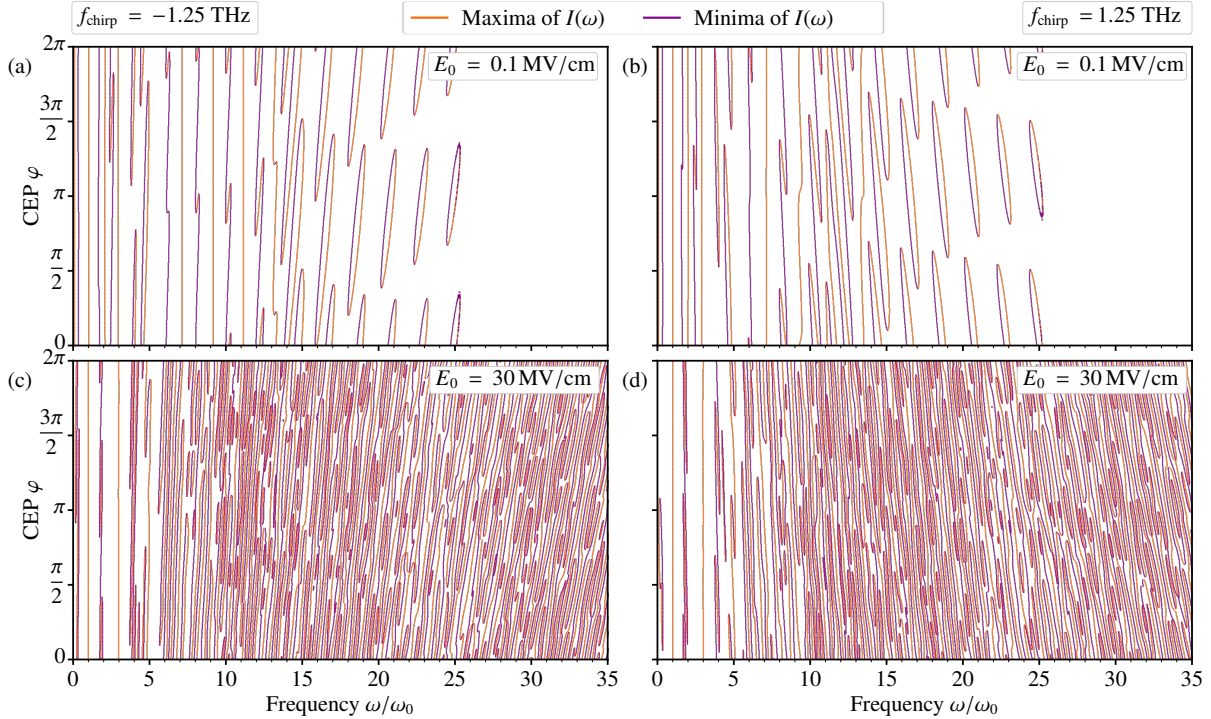 f_chirp = −1.25 THz
Maxima of I(ω)
Minima of I(ω)
f_chirp = 1.25 THz
(a)
E_0 = 0.1 MV/cm
(b)
E_0 = 0.1 MV/cm
CEP φ
2π
3π/2
π
π/2
0
(c)
E_0 = 30 MV/cm
(d)
E_0 = 30 MV/cm
CEP φ
2π
3π/2
π
π/2
0
0 5 10 15 20 25 30 35
0 5 10 15 20 25 30 35
Frequency ω/ω_0
Frequency ω/ω_0